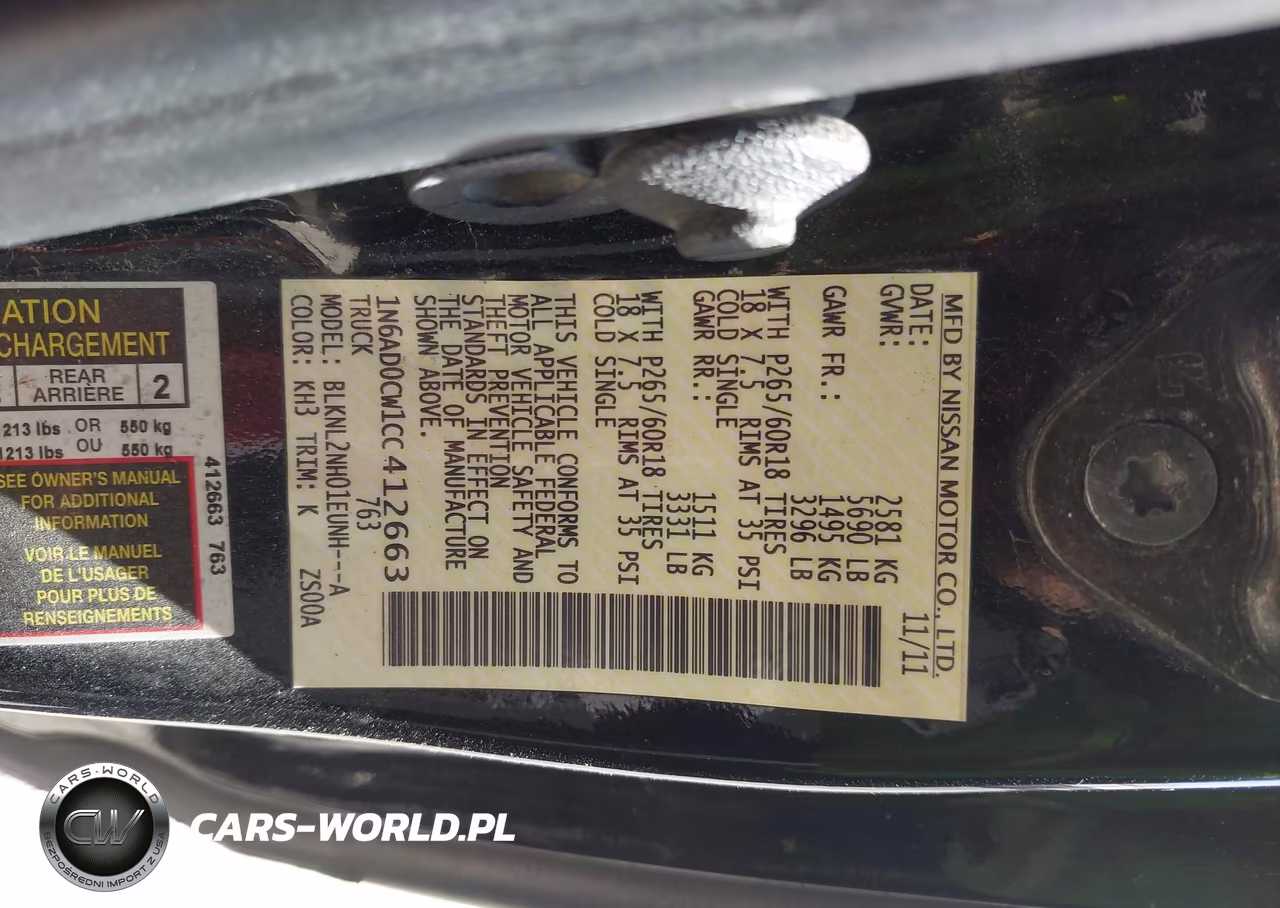 ATION
CHARGEMENT
REAR
ARRIÈRE
2
1213 lbs OR 550 kg
1213 lbs OU 550 kg
SEE OWNER'S MANUAL
FOR ADDITIONAL
INFORMATION
VOIR LE MANUEL
DE L'USAGER
POUR PLUS DE
RENSEIGNEMENTS
412663 763
MFD BY NISSAN MOTOR CO., LTD.
DATE: 11/11
GVWR: 2581 KG
5690 LB
GAWR FR.: 1495 KG
3296 LB
WITH P265/60R18 TIRES
18 X 7.5 RIMS AT 35 PSI
COLD SINGLE
GAWR RR.: 1511 KG
3331 LB
WITH P265/60R18 TIRES
18 X 7.5 RIMS AT 35 PSI
COLD SINGLE
THIS VEHICLE CONFORMS TO
ALL APPLICABLE FEDERAL
MOTOR VEHICLE SAFETY AND
THEFT PREVENTION
STANDARDS IN EFFECT ON
THE DATE OF MANUFACTURE
SHOWN ABOVE.
1N6AD0CW1CC412663
TRUCK 763
MODEL: BLKNL2NHO1EUNH---A
COLOR: KH3 TRIM: K ZS00A
CARS-WORLD
CW
BEZPOŚREDNI IMPORT Z USA
CARS-WORLD.PL